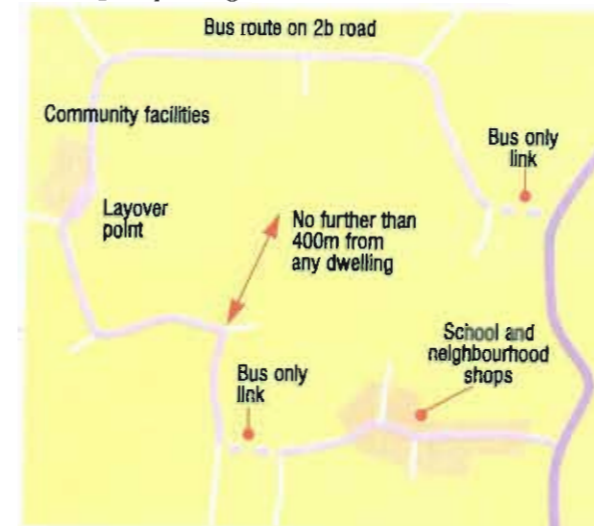 Bus route on 2b road
Community facilities
Bus only
link
Layover
point
No further than
400m from
any dwelling
School and
neighbourhood
shops
Bus only
link